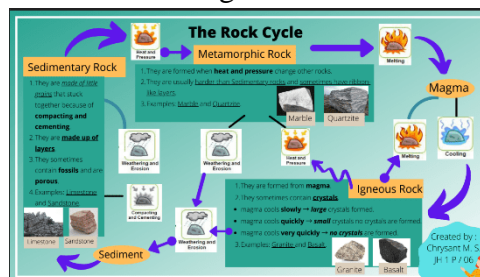 The Rock Cycle
Sedimentary Rock
1. They are made of little
grains that stuck
together because of
compacting and
cementing.
2. They are made up of
layers.
3. They sometimes
contain fossils and are
porous.
4. Examples: Limestone
and Sandstone.
Limestone
Sandstone
Heat and
Pressure
Metamorphic Rock
1. They are formed when heat and pressure change other rocks.
2. They are usually harder than Sedimentary rocks and sometimes have ribbon
like layers.
3. Examples: Marble and Quartzite.
Marble
Quartzite
Melting
Magma
Melting
Cooling
Weathering and
Erosion
Weathering and
Erosion
Heat and
Pressure
Compacting and
Cementing
Weathering and
Erosion
Sediment
Igneous Rock
1. They are formed from magma
2. They sometimes contain crystals.
• magma cools slowly → large crystals formed.
• magma cools quickly → small crystals no crystals are formed.
• magma cools very quickly → no crystals are formed.
3. Examples: Granite and Basalt.
Granite
Basalt
Created by :
Chrysant M. S.
JH 1 P / 06